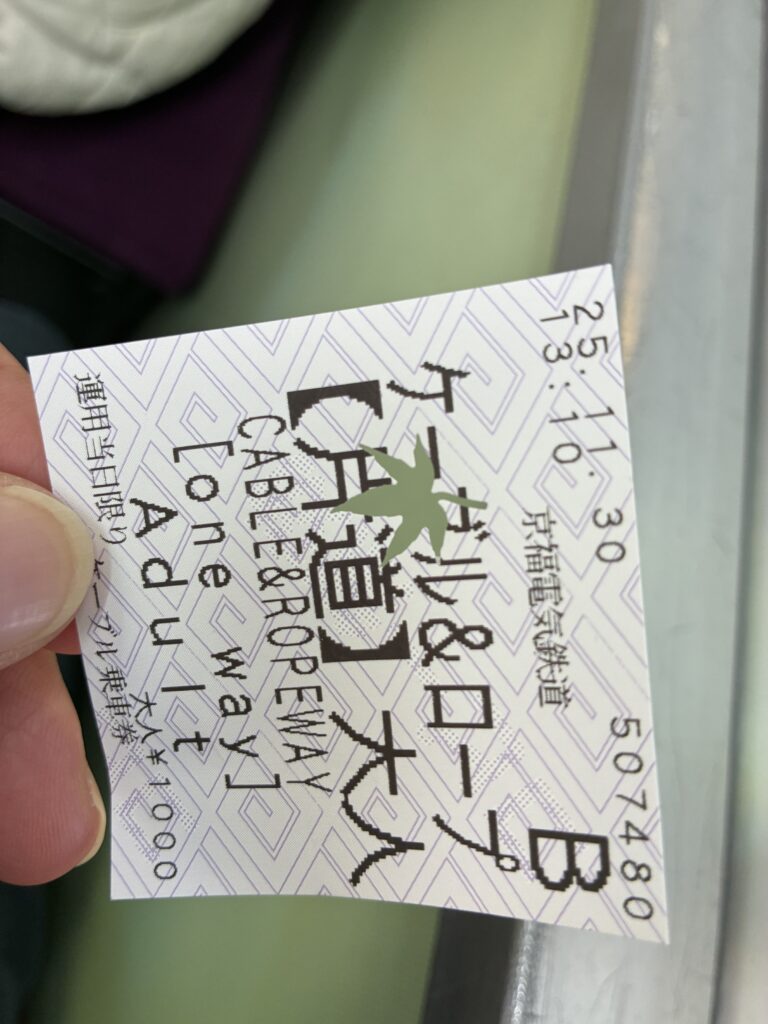 25. 11. 30 507480
13:10 京福電気鉄道 B
ケーブル&ロープ
【片道】 大人
CABLE&ROPEWAY
[one way]
Adult
大人¥1000
通用当日限り ケーブル乗車券